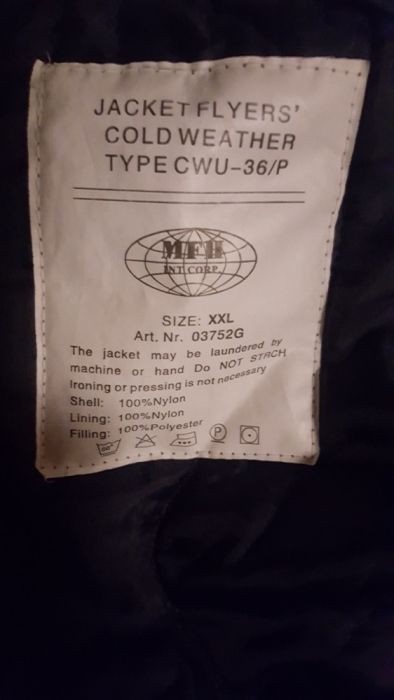 JACKET FLYERS'
COLD WEATHER
TYPE CWU-36/P
MFH
INT. CORP.
SIZE: XXL
Art. Nr. 03752G
The jacket may be laundered by
machine or hand Do NOT STRCH
Ironing or pressing is not necessary
Shell: 100%Nylon
Lining: 100%Nylon
Filling: 100%Polyester
P